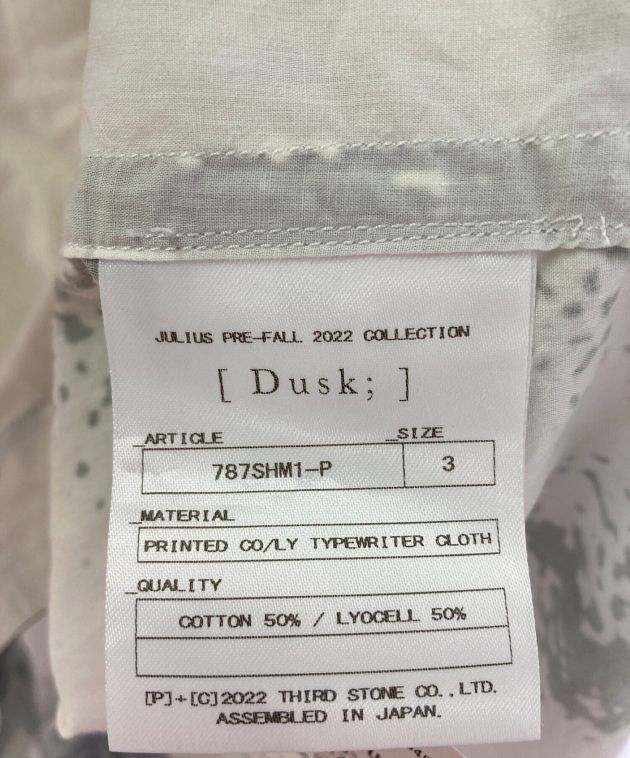 JULIUS PRE-FALL 2022 COLLECTION
[ Dusk; ]
_ARTICLE _SIZE
787SHM1-P 3
_MATERIAL
PRINTED CO/LY TYPEWRITER CLOTH
_QUALITY
COTTON 50% / LYOCELL 50%
[P]+[C]2022 THIRD STONE CO.,LTD.
ASSEMBLED IN JAPAN.